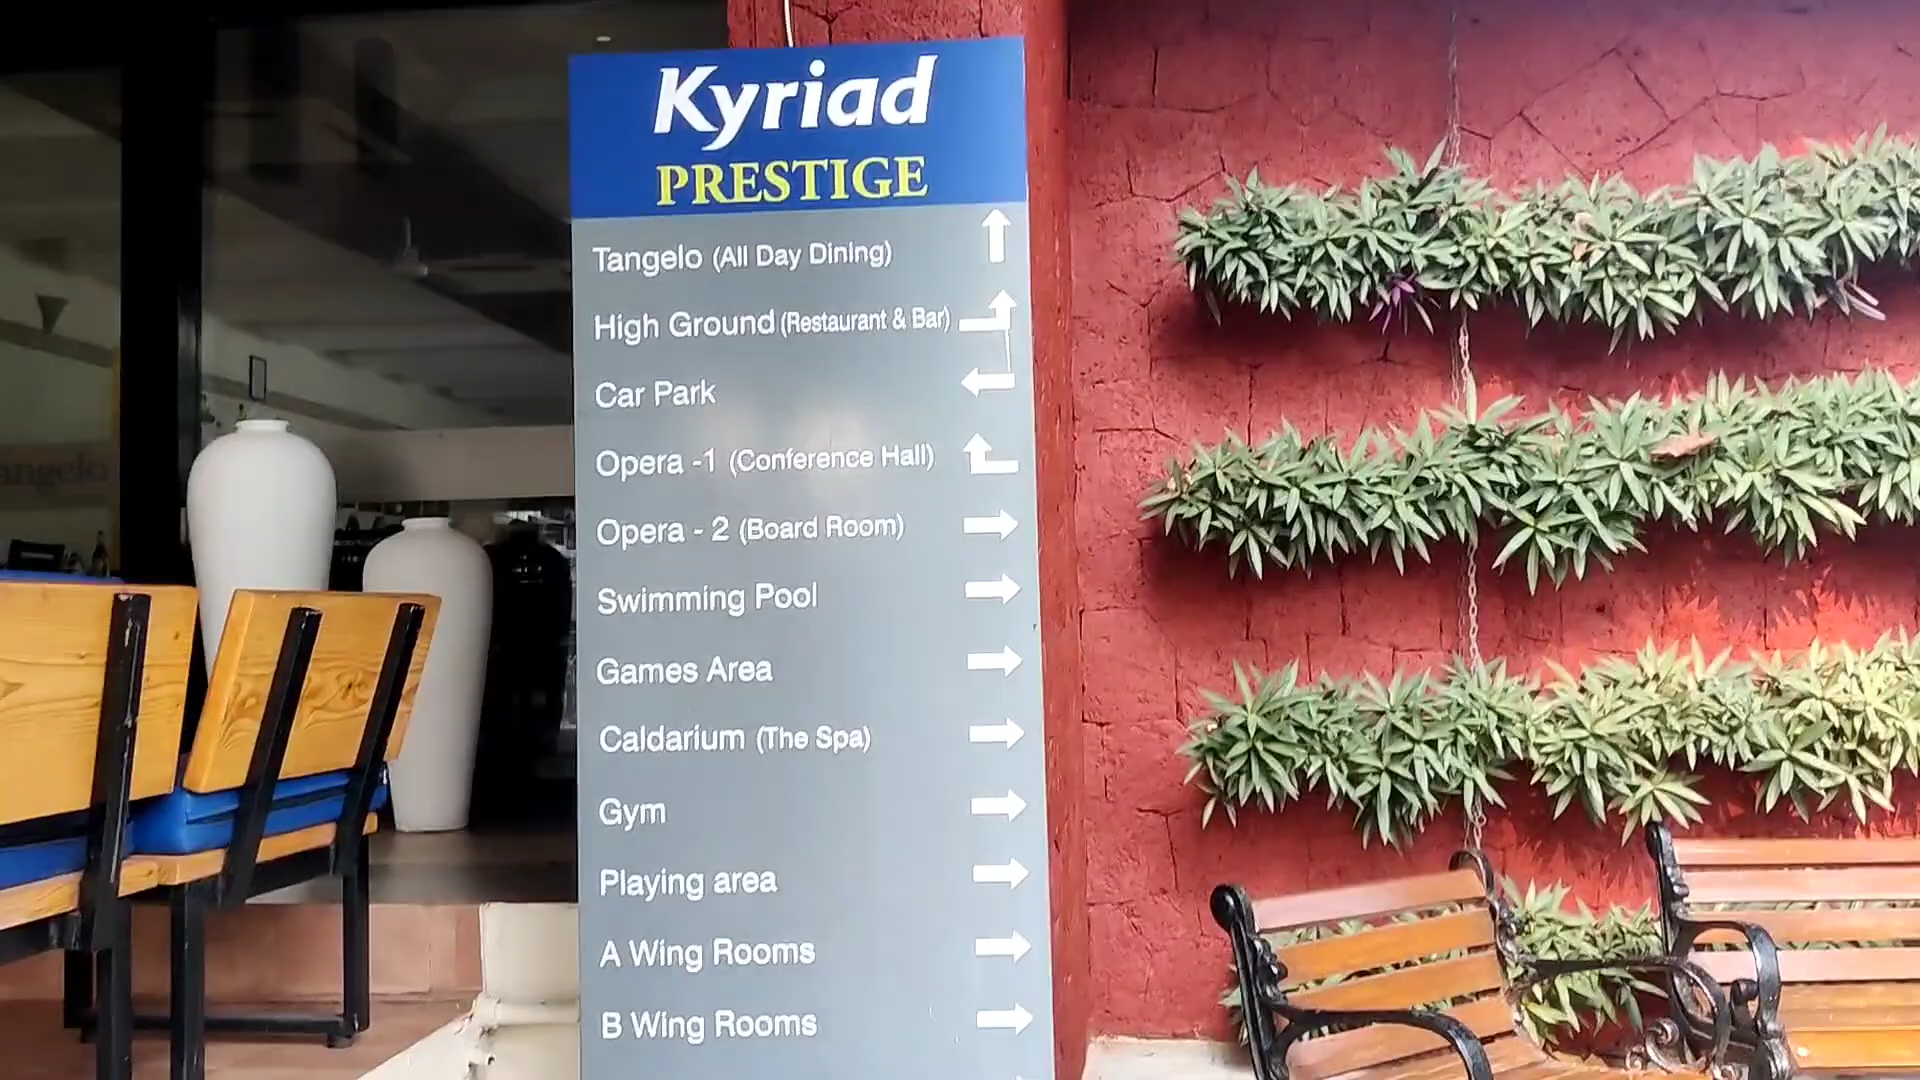 Kyriad
PRESTIGE
Tangelo (All Day Dining)
High Ground (Restaurant & Bar)
Car Park
Opera -1 (Conference Hall)
Opera - 2 (Board Room)
Swimming Pool
Games Area
Caldarium (The Spa)
Gym
Playing area
A Wing Rooms
B Wing Rooms
angelo